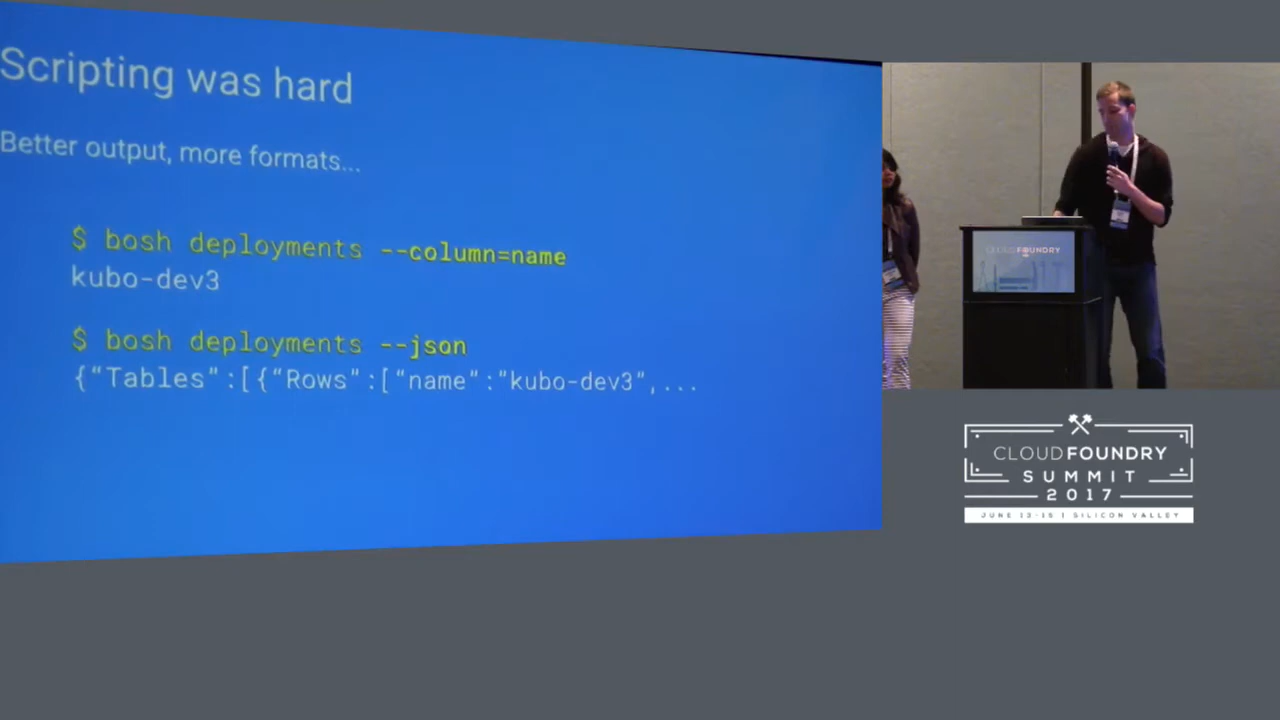 Scripting was hard
Better output, more formats...
$ bosh deployments --column=name
kubo-dev3
$ bosh deployments --json
{“Tables”:[{“Rows”:[“name”:“kubo-dev3”,...
CLOUD FOUNDRY
CLOUDFOUNDRY
SUMMIT
2017
JUNE 13-15 | SILICON VALLEY